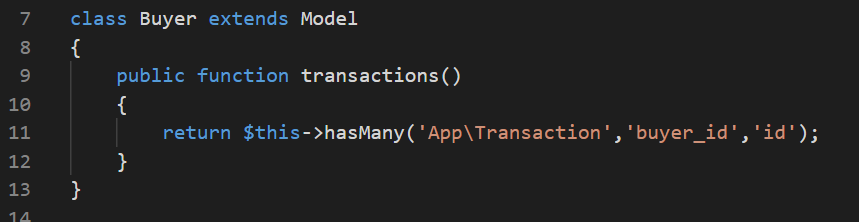 7 class Buyer extends Model
8 {
9 public function transactions()
10 {
11 return $this->hasMany('App\Transaction','buyer_id','id');
12 }
13 }
14